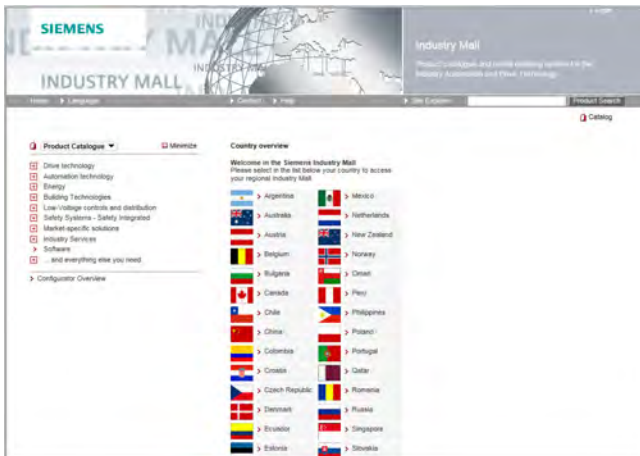 Login
SIEMENS
INDUSTRY MALL
Industry Mall
Home Languages Contact Help Site Explorer Product Search
Catalog
Product Catalogue Minimize
Drive technology
Automation technology
Energy
Building Technologies
Low-Voltage controls and distribution
Safety Systems - Safety Integrated
Market-specific solutions
Industry Services
Software
...and everything else you need
Configurator Overview
Country overview
Welcome in the Siemens Industry Mall
Please select in the list below your country to access
your regional Industry Mall
Argentina Mexico
Australia Netherlands
Austria New Zealand
Belgium Norway
Bulgaria Oman
Canada Peru
Chile Philippines
China Poland
Colombia Portugal
Croatia Qatar
Czech Republic Romania
Denmark Russia
Ecuador Singapore
Estonia Slovakia